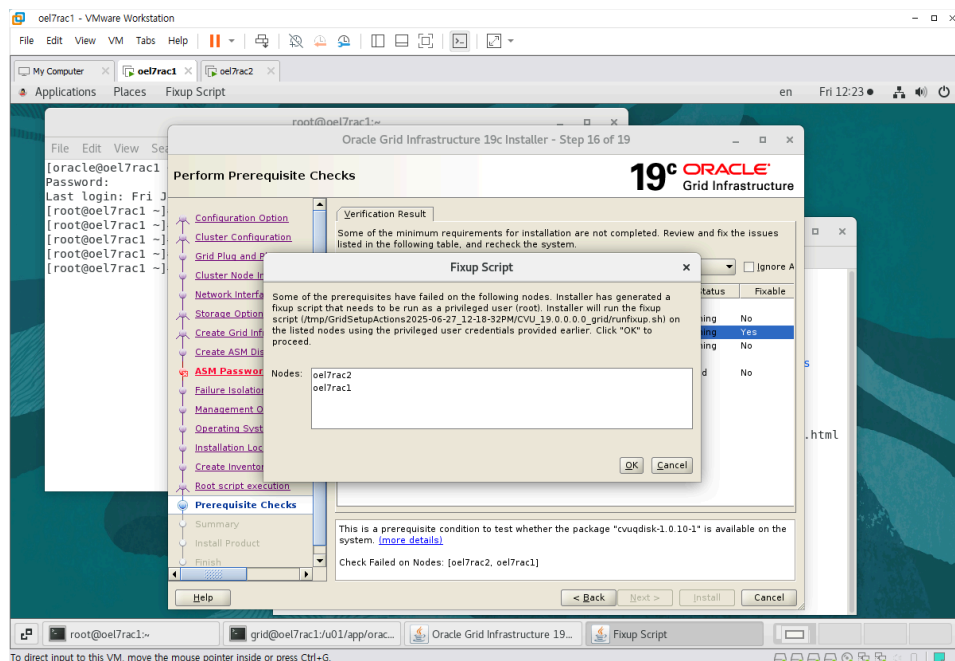 oel7rac1 - VMware Workstation
File Edit View VM Tabs Help
My Computer
oel7rac1
oel7rac2
Applications Places Fixup Script
en Fri 12:23
root@oel7rac1:~
File Edit View Sea
[oracle@oel7rac1
Password:
Last login: Fri J
[root@oel7rac1 ~]
[root@oel7rac1 ~]
[root@oel7rac1 ~]
[root@oel7rac1 ~]
[root@oel7rac1 ~]
Oracle Grid Infrastructure 19c Installer - Step 16 of 19
Perform Prerequisite Checks
19c ORACLE
Grid Infrastructure
Configuration Option
Cluster Configuration
Grid Plug and P
Cluster Node Ir
Network Interfa
Storage Option
Create Grid Inf
Create ASM Dis
ASM Passwor
Failure Isolation
Management O
Operating Syst
Installation Loc
Create Inventor
Root script execution
Prerequisite Checks
Summary
Install Product
Finish
Verification Result
Some of the minimum requirements for installation are not completed. Review and fix the issues
listed in the following table, and recheck the system.
Ignore A
tatus Fixable
ning No
ning Yes
ning No
d No
Fixup Script
Some of the prerequisites have failed on the following nodes. Installer has generated a
fixup script that needs to be run as a privileged user (root). Installer will run the fixup
script (/tmp/GridSetupActions2025-06-27_12-18-32PM/CVU_19.0.0.0.0_grid/runfixup.sh) on
the listed nodes using the privileged user credentials provided earlier. Click "OK" to
proceed.
Nodes:
oel7rac2
oel7rac1
OK Cancel
s
.html
This is a prerequisite condition to test whether the package "cvuqdisk-1.0.10-1" is available on the
system. (more details)
Check Failed on Nodes: [oel7rac2, oel7rac1]
Help < Back Next > Install Cancel
root@oel7rac1:~ grid@oel7rac1:/u01/app/orac... Oracle Grid Infrastructure 19... Fixup Script
To direct input to this VM, move the mouse pointer inside or press Ctrl+G.